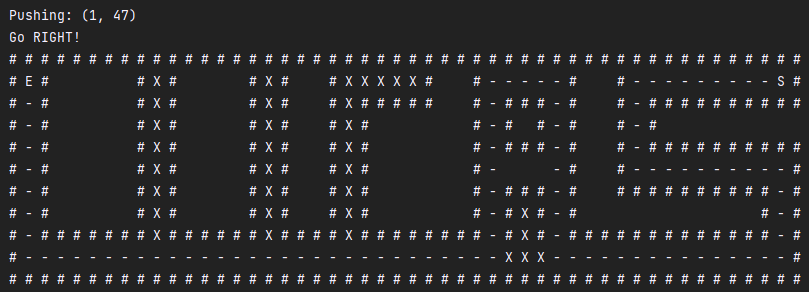 Pushing: (1, 47)
Go RIGHT!
# # # # # # # # # # # # # # # # # # # # # # # # # # # # # # # # # # # # # # # # # # # # # # # # # #
# E #           # X #         # X #     # X X X X X #     # - - - - - #     # - - - - - - - - - S #
# - #           # X #         # X #     # X # # # # #     # - # # # - #     # - # # # # # # # # # #
# - #           # X #         # X #     # X #             # - #   # - #     # - #
# - #           # X #         # X #     # X #             # - # # # - #     # - # # # # # # # # # #
# - #           # X #         # X #     # X #             # -       - #     # - - - - - - - - - - #
# - #           # X #         # X #     # X #             # - # # # - #     # # # # # # # # # # - #
# - #           # X #         # X #     # X #             # - # X # - #                       # - #
# - # # # # # # # X # # # # # # X # # # # X # # # # # # # # - # X # - # # # # # # # # # # # # # - #
# - - - - - - - - - - - - - - - - - - - - - - - - - - - - - - X X X - - - - - - - - - - - - - - - #
# # # # # # # # # # # # # # # # # # # # # # # # # # # # # # # # # # # # # # # # # # # # # # # # # #